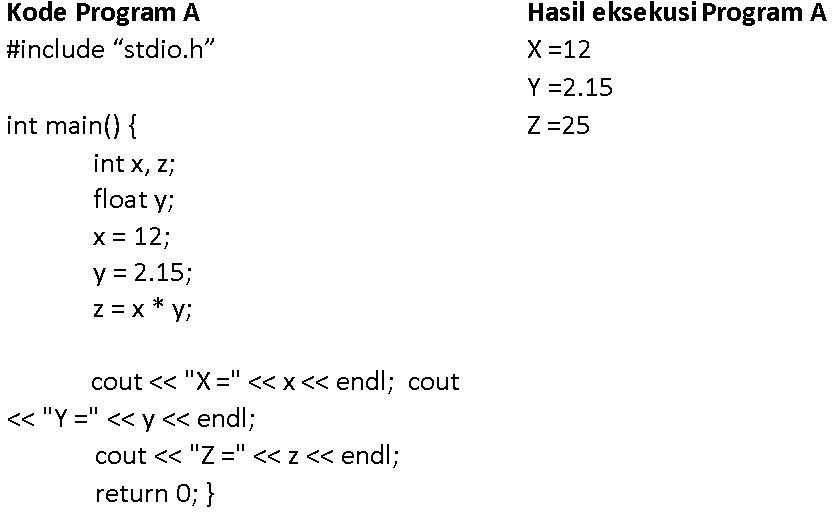 Kode Program A
#include “stdio.h”
int main() {
int x, z;
float y;
x = 12;
y = 2.15;
z = x * y;
cout << "X =" << x << endl;  cout
<< "Y =" << y << endl;
cout << "Z =" << z << endl;
return 0; }
Hasil eksekusi Program A
X =12
Y =2.15
Z =25